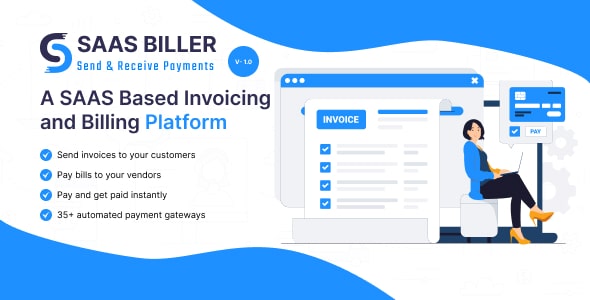 SAAS BILLER
Send & Receive Payments
V- 1.0
A SAAS Based Invoicing
and Billing Platform
Send invoices to your customers
Pay bills to your vendors
Pay and get paid instantly
35+ automated payment gateways
INVOICE
PAY